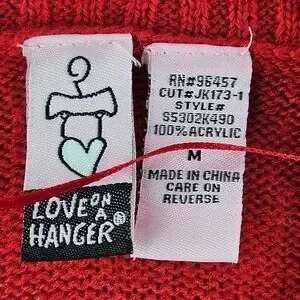 LOVE ON A
HANGER
RN#96457
CUT#JK173-1
STYLE#
S5302K490
100% ACRYLIC
M
MADE IN CHINA
CARE ON
REVERSE